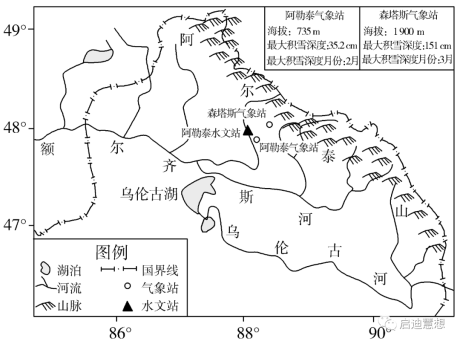 阿勒泰气象站
海拔：735 m
最大积雪深度：35.2 cm
最大积雪深度月份：2月
森塔斯气象站
海拔：1 900 m
最大积雪深度：151 cm
最大积雪深度月份：3月
49°
48°
47°
阿
尔
泰
山
森塔斯气象站
阿勒泰水文站
阿勒泰气象站
额
尔
齐
斯
河
乌伦古湖
乌
伦
古
河
图例
湖泊
国界线
河流
气象站
山脉
水文站
86°
88°
90°
启迪慧想